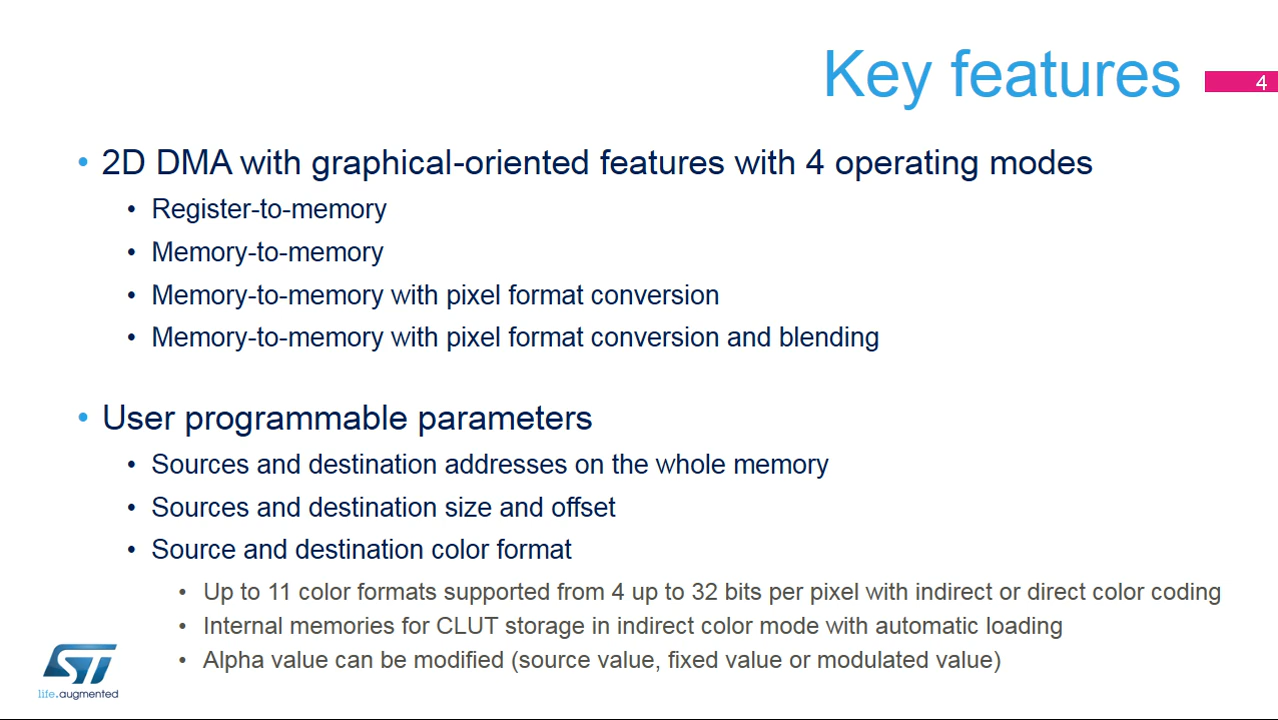 Key features
4
• 2D DMA with graphical-oriented features with 4 operating modes
• Register-to-memory
• Memory-to-memory
• Memory-to-memory with pixel format conversion
• Memory-to-memory with pixel format conversion and blending
• User programmable parameters
• Sources and destination addresses on the whole memory
• Sources and destination size and offset
• Source and destination color format
• Up to 11 color formats supported from 4 up to 32 bits per pixel with indirect or direct color coding
• Internal memories for CLUT storage in indirect color mode with automatic loading
• Alpha value can be modified (source value, fixed value or modulated value)
ST
life.augmented